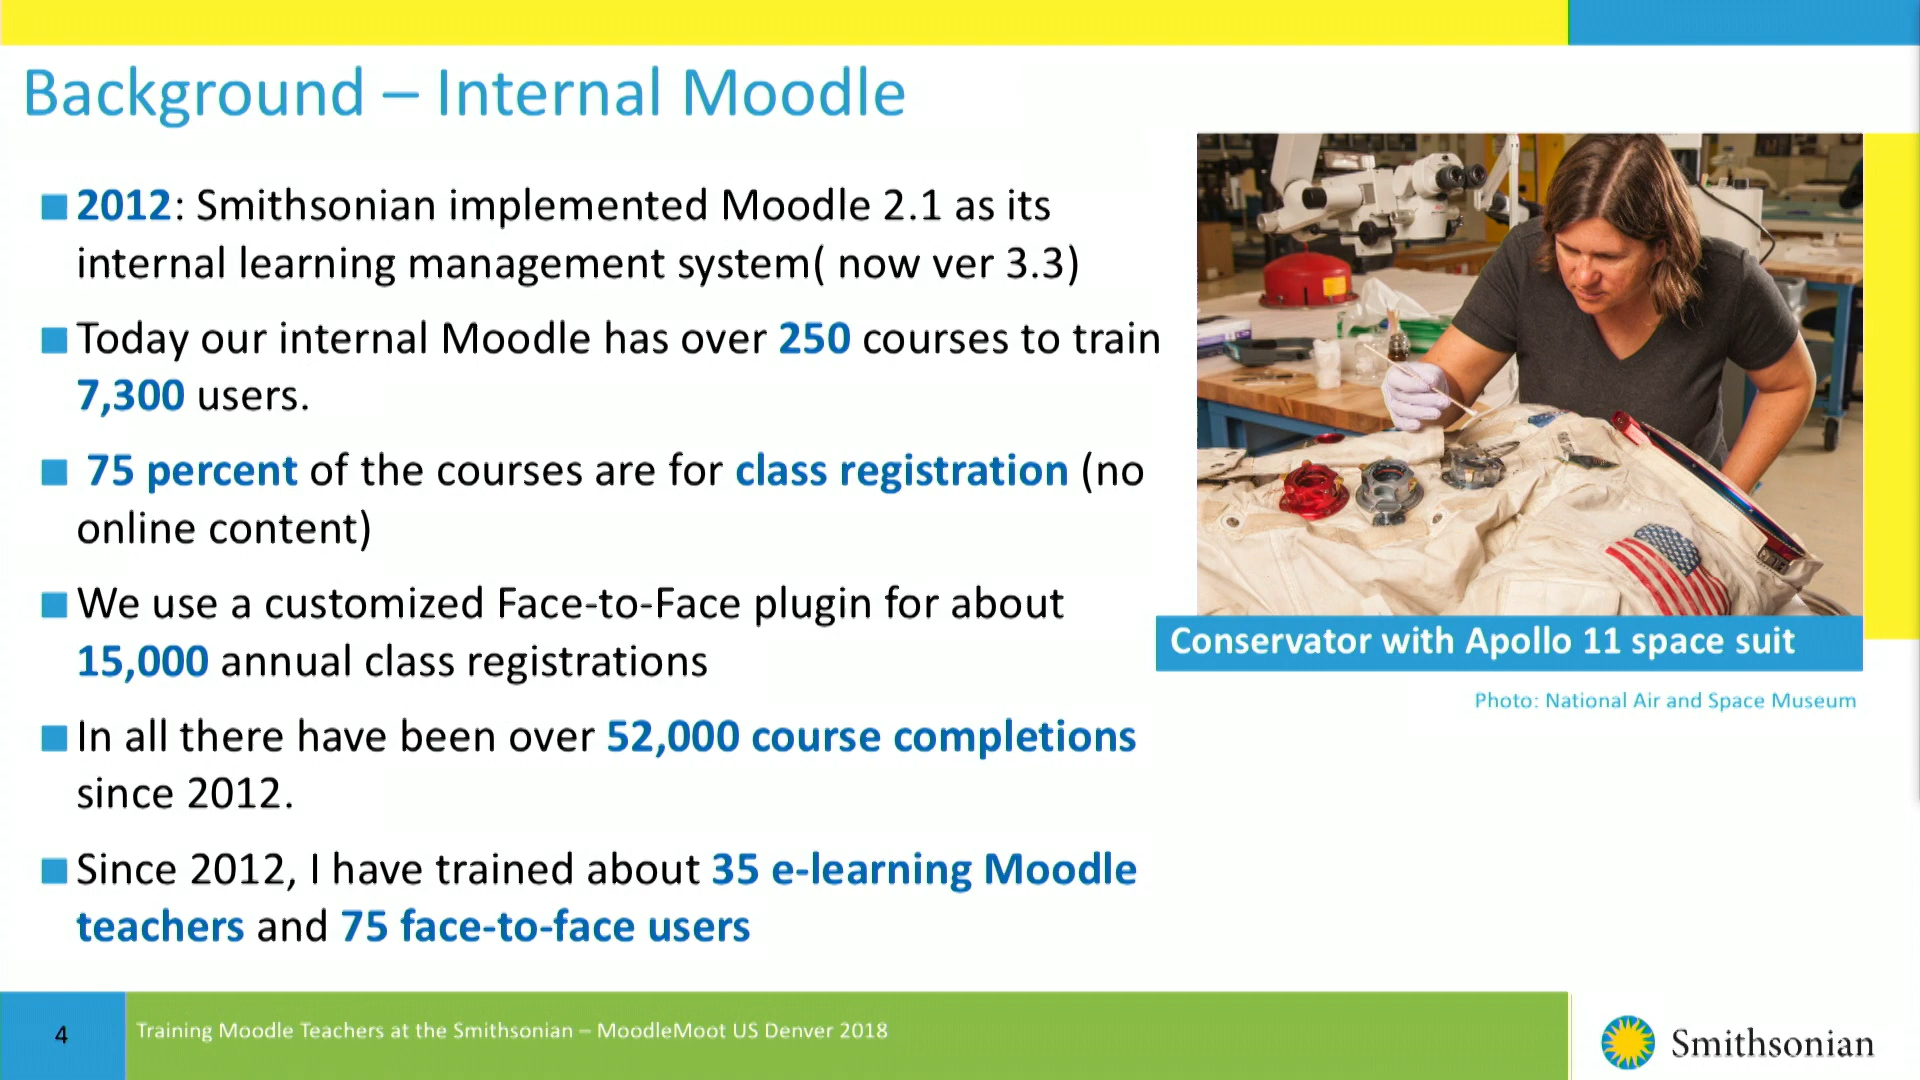 Background – Internal Moodle
2012: Smithsonian implemented Moodle 2.1 as its
internal learning management system( now ver 3.3)
Today our internal Moodle has over 250 courses to train
7,300 users.
75 percent of the courses are for class registration (no
online content)
We use a customized Face-to-Face plugin for about
15,000 annual class registrations
In all there have been over 52,000 course completions
since 2012.
Since 2012, I have trained about 35 e-learning Moodle
teachers and 75 face-to-face users
Conservator with Apollo 11 space suit
Photo: National Air and Space Museum
4
Training Moodle Teachers at the Smithsonian – MoodleMoot US Denver 2018
Smithsonian